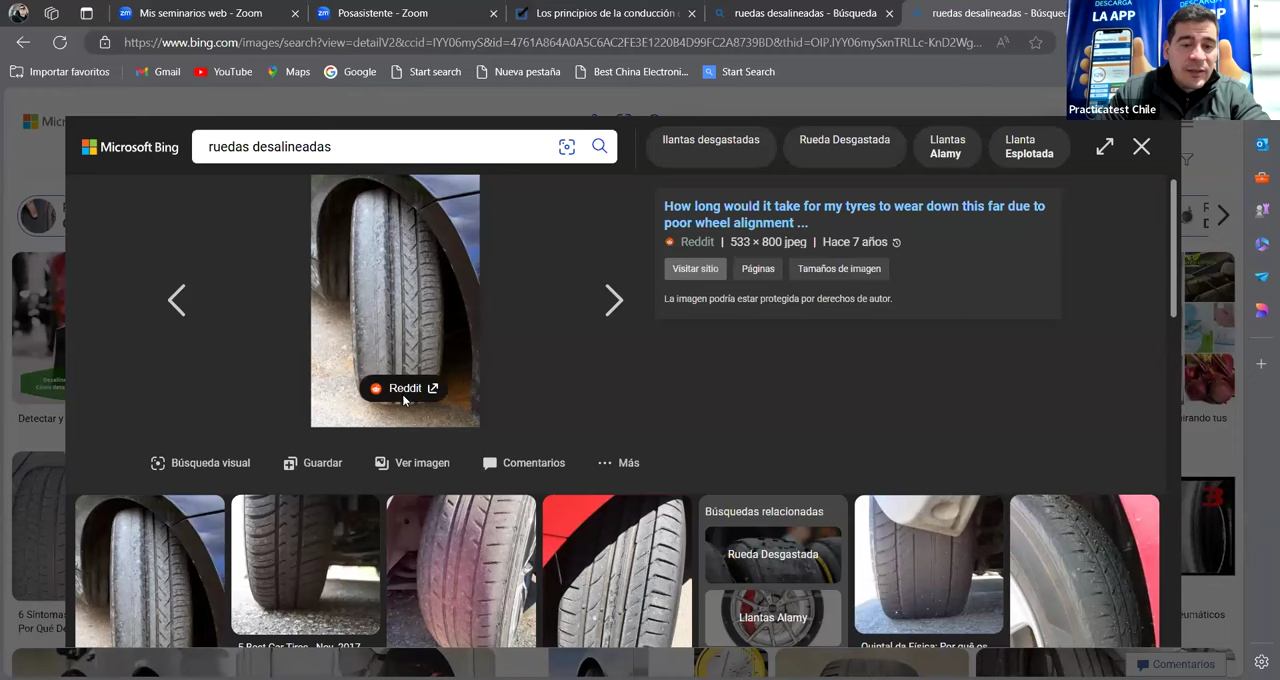 Mis seminarios web - Zoom
Posasistente - Zoom
Los principios de la conducción
ruedas desalineadas - Búsqueda
ruedas desalineadas - Búsqueda
https://www.bing.com/images/search?view=detailV2&ccid=IYY06myS&id=4761A864A0A5C6AC2FE3E1220B4D99FC2A8739BD&thid=OIP.IYY06mySxnTRLLc-KnD2Wg...
Importar favoritos
Gmail
YouTube
Maps
Google
Start search
Nueva pestaña
Best China Electroni...
Start Search
DESCARGA
LA APP
Practicatest Chile
Microsoft Bing
ruedas desalineadas
llantas desgastadas
Rueda Desgastada
Llantas
Alamy
Llanta
Explotada
How long would it take for my tyres to wear down this far due to
poor wheel alignment ...
Reddit | 533 × 800 jpeg | Hace 7 años
Visitar sitio
Páginas
Tamaños de imagen
La imagen podría estar protegida por derechos de autor.
Reddit
Búsqueda visual
Guardar
Ver imagen
Comentarios
Más
Búsquedas relacionadas
Rueda Desgastada
Llantas Alamy
Detectar y
6 Síntomas
Por Qué De
Comentarios